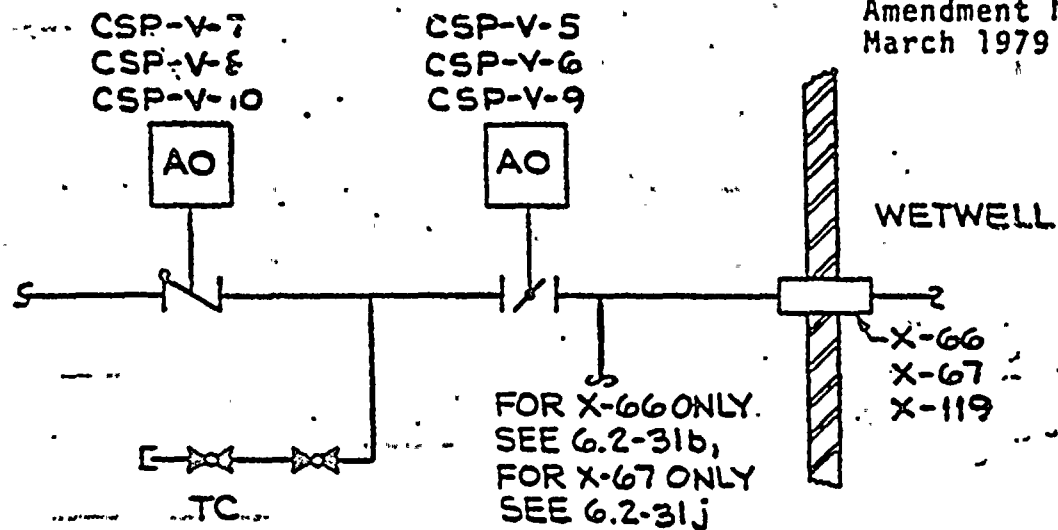 Amendment
March 1979
CSP-V-7
CSP-V-8
CSP-V-10
CSP-V-5
CSP-V-6
CSP-V-9
AO
AO
WETWELL
X-66
X-67
X-119
FOR X-66 ONLY.
SEE 6.2-31b,
FOR X-67 ONLY
SEE 6.2-31j
TC